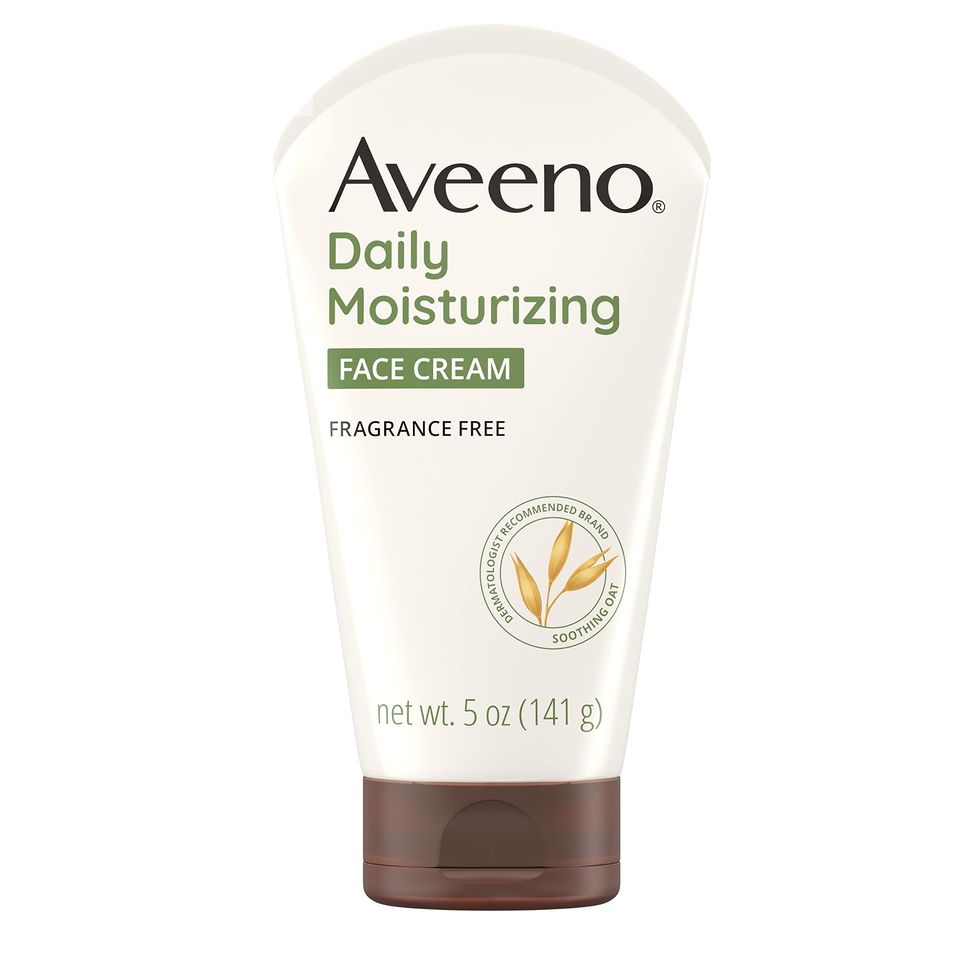 Aveeno®
Daily
Moisturizing
FACE CREAM
FRAGRANCE FREE
DERMATOLOGIST RECOMMENDED BRAND
SOOTHING OAT
net wt. 5 oz (141 g)